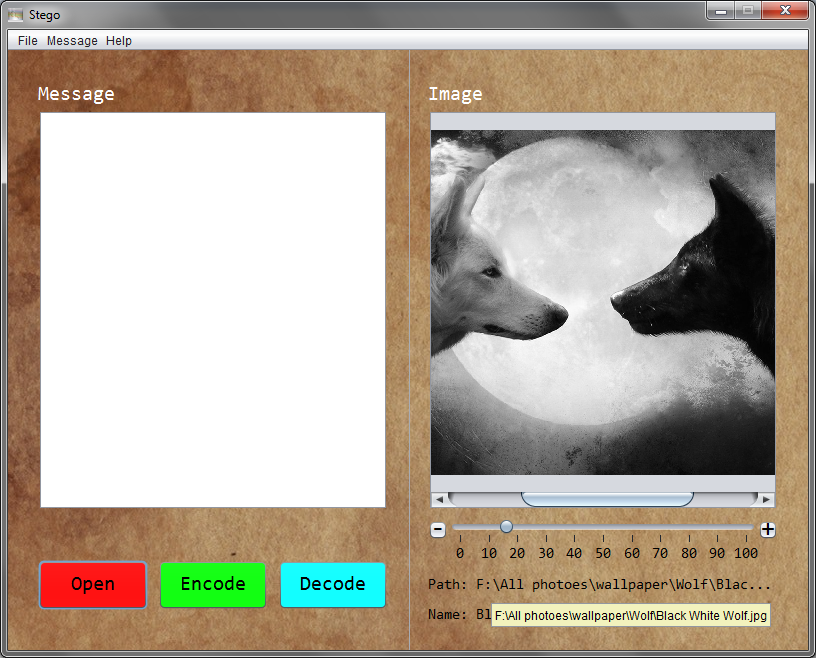 Stego
File Message Help
Message
Image
0 10 20 30 40 50 60 70 80 90 100
Open Encode Decode
Path: F:\All photoes\wallpaper\Wolf\Blac...
Name: Bl
F:\All photoes\wallpaper\Wolf\Black White Wolf.jpg